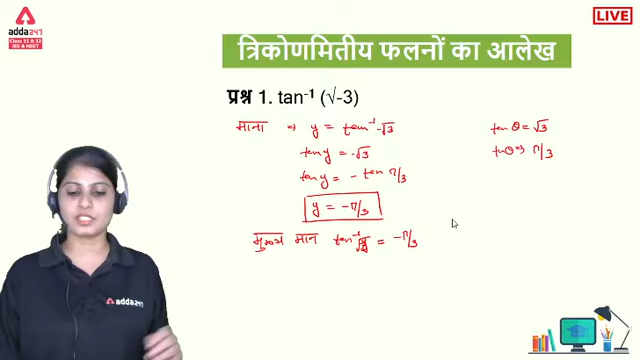 adda247
Class 11 & 12
JEE & NEET
LIVE
त्रिकोणमितीय फलनों का आलेख
प्रश्न 1. tan⁻¹ (√-3)
माना ⇒ y = tan⁻¹ -√3
tan y = -√3
tan y = - tan π/3
y = -π/3
मुख्य मान tan⁻¹ = -π/3
tan θ = √3
tan θ ⇒ π/3
adda247